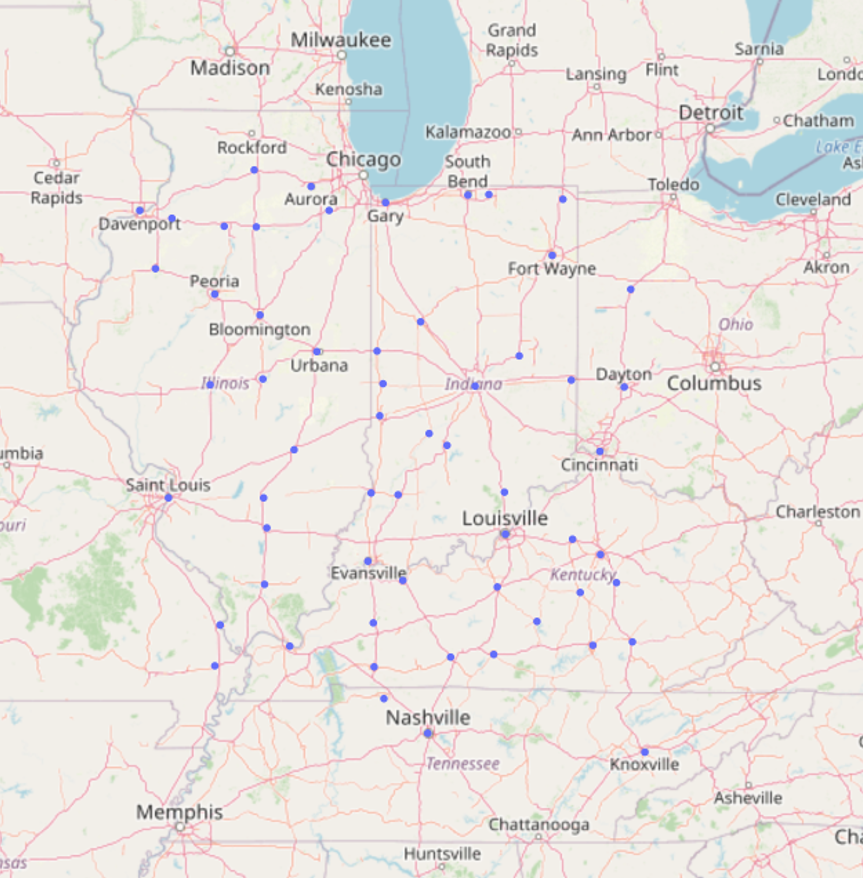 Milwaukee
Madison
Grand
Rapids
Lansing
Flint
Sarnia
Kenosha
Kalamazoo
Ann Arbor
Detroit
Chatham
Rockford
Chicago
South
Bend
Cedar
Rapids
Aurora
Gary
Toledo
Cleveland
Davenport
Akron
Fort Wayne
Peoria
Bloomington
Ohio
Urbana
Illinois
Indiana
Dayton
Columbus
Cincinnati
Saint Louis
Louisville
Charleston
Evansville
Kentucky
Nashville
Tennessee
Knoxville
Asheville
Memphis
Chattanooga
Huntsville